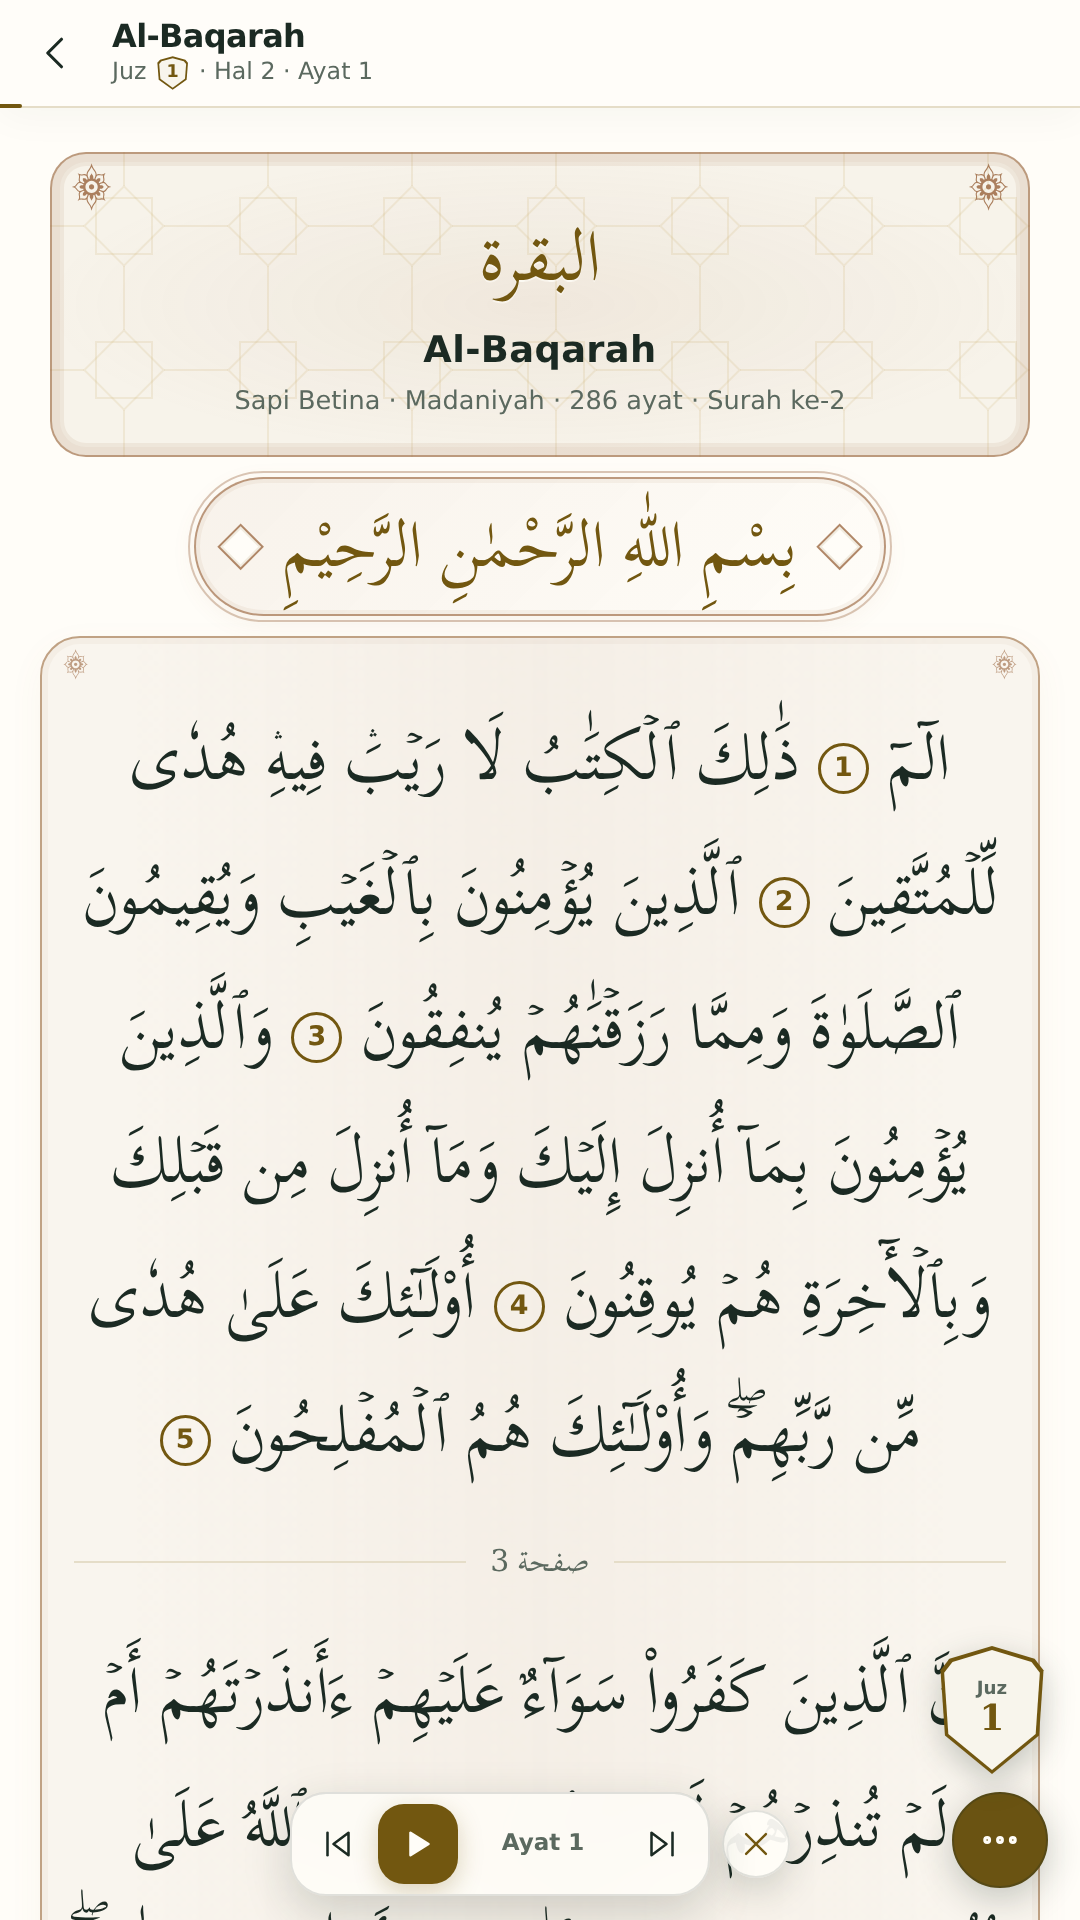 Al-Baqarah
Juz 1 · Hal 2 · Ayat 1
البقرة
Al-Baqarah
Sapi Betina · Madaniyah · 286 ayat · Surah ke-2
بِسْمِ اللّٰهِ الرَّحْمٰنِ الرَّحِيْمِ
الٓمٓ 1 ذَٰلِكَ ٱلۡكِتَٰبُ لَا رَيۡبَۛ فِيهِۛ هُدٗى
لِّلۡمُتَّقِينَ 2 ٱلَّذِينَ يُؤۡمِنُونَ بِٱلۡغَيۡبِ وَيُقِيمُونَ
ٱلصَّلَوٰةَ وَمِمَّا رَزَقۡنَٰهُمۡ يُنفِقُونَ 3 وَٱلَّذِينَ
يُؤۡمِنُونَ بِمَآ أُنزِلَ إِلَيۡكَ وَمَآ أُنزِلَ مِن قَبۡلِكَ
وَبِٱلۡأٓخِرَةِ هُمۡ يُوقِنُونَ 4 أُوْلَٰٓئِكَ عَلَىٰ هُدٗى
مِّن رَّبِّهِمۡۖ وَأُوْلَٰٓئِكَ هُمُ ٱلۡمُفۡلِحُونَ 5
صفحة 3
ٱلَّذِينَ كَفَرُواْ سَوَآءٌ عَلَيۡهِمۡ ءَأَنذَرۡتَهُمۡ أَمۡ
Juz
1
لَمۡ تُنذِرۡهُمۡ ٱللَّهُ عَلَىٰ
Ayat 1